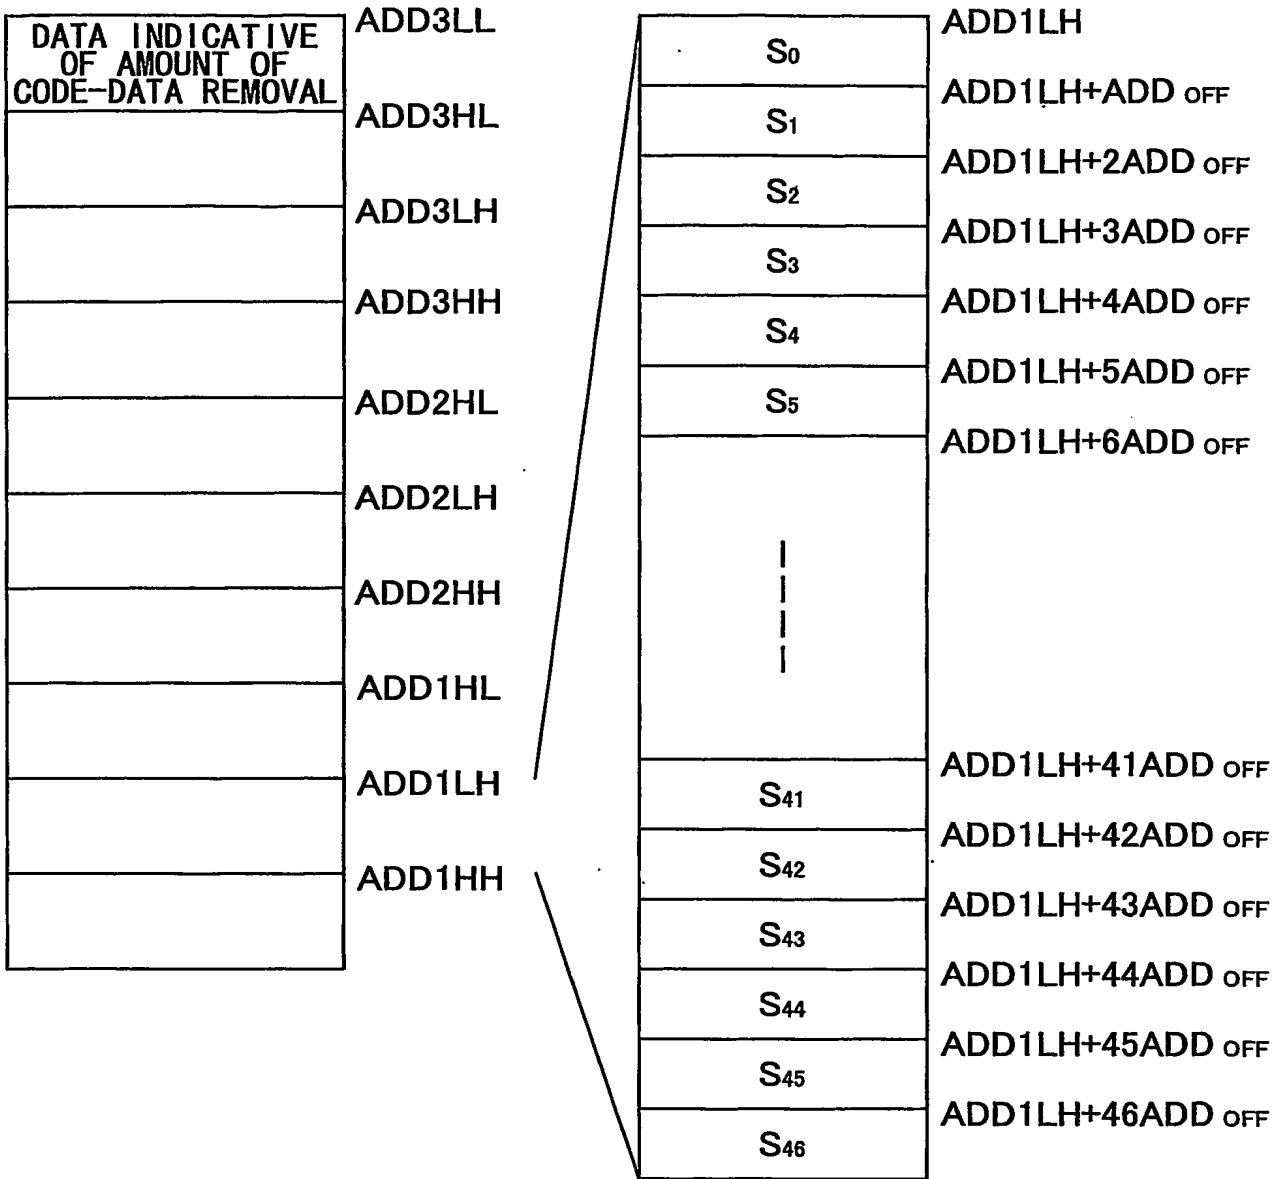 DATA INDICATIVE
OF AMOUNT OF
CODE-DATA REMOVAL
ADD3LL
ADD3HL
ADD3LH
ADD3HH
ADD2HL
ADD2LH
ADD2HH
ADD1HL
ADD1LH
ADD1HH
S0
S1
S2
S3
S4
S5
S41
S42
S43
S44
S45
S46
ADD1LH
ADD1LH+ADD OFF
ADD1LH+2ADD OFF
ADD1LH+3ADD OFF
ADD1LH+4ADD OFF
ADD1LH+5ADD OFF
ADD1LH+6ADD OFF
ADD1LH+41ADD OFF
ADD1LH+42ADD OFF
ADD1LH+43ADD OFF
ADD1LH+44ADD OFF
ADD1LH+45ADD OFF
ADD1LH+46ADD OFF